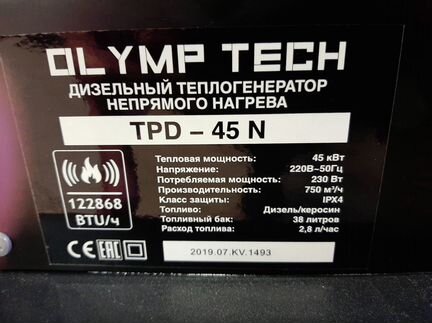 OLYMP TECH
ДИЗЕЛЬНЫЙ ТЕПЛОГЕНЕРАТОР
НЕПРЯМОГО НАГРЕВА
TPD – 45 N
122868
BTU/ч
Тепловая мощность: 45 кВт
Напряжение: 220В~50Гц
Потребляемая мощность: 230 Вт
Производительность: 750 м³/ч
Класс защиты: IPX4
Топливо: Дизель/керосин
Топливный бак: 38 литров
Расход топлива: 2,8 л/час
CE EAC
2019.07.KV.1493